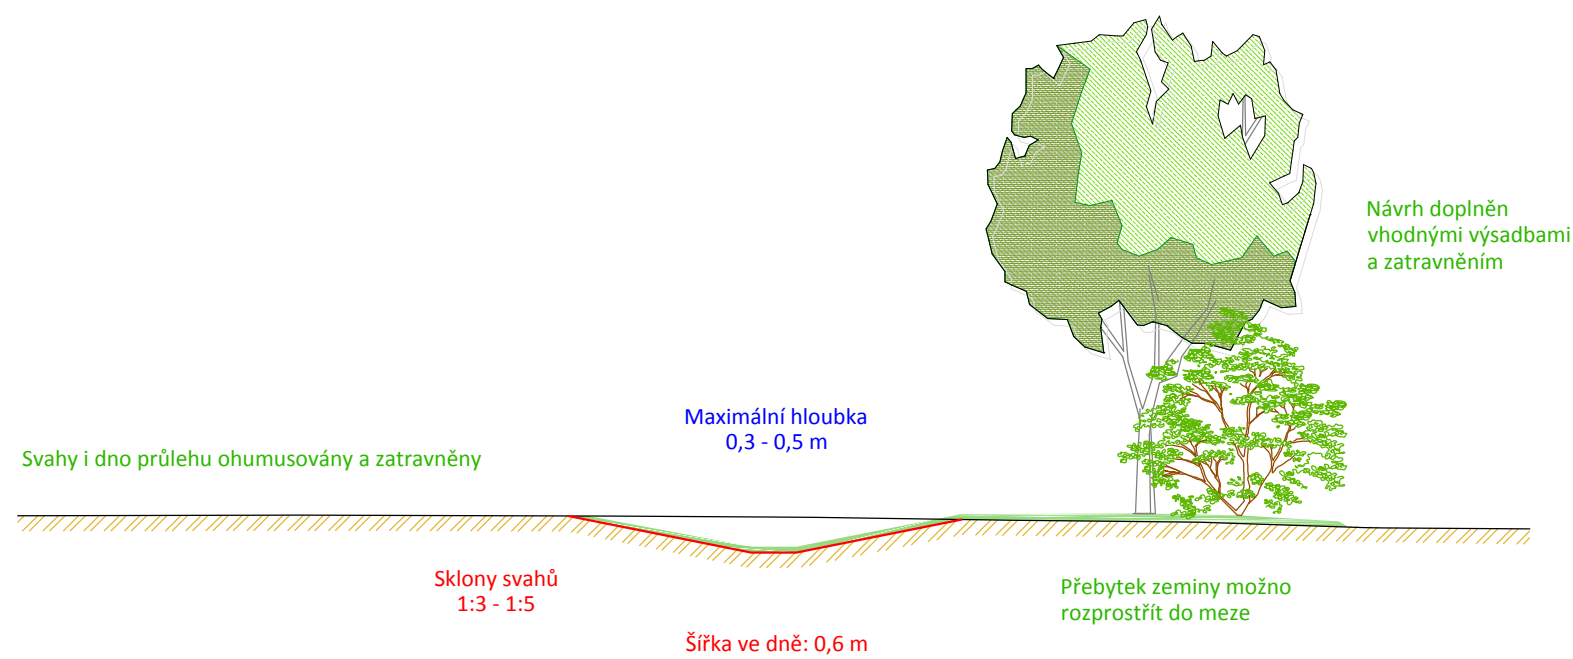 Návrh doplněn
vhodnými výsadbami
a zatravněním
Maximální hloubka
0,3 - 0,5 m
Svahy i dno průlehu ohumusovány a zatravněny
Sklony svahů
1:3 - 1:5
Přebytek zeminy možno
rozprostřít do meze
Šířka ve dně: 0,6 m